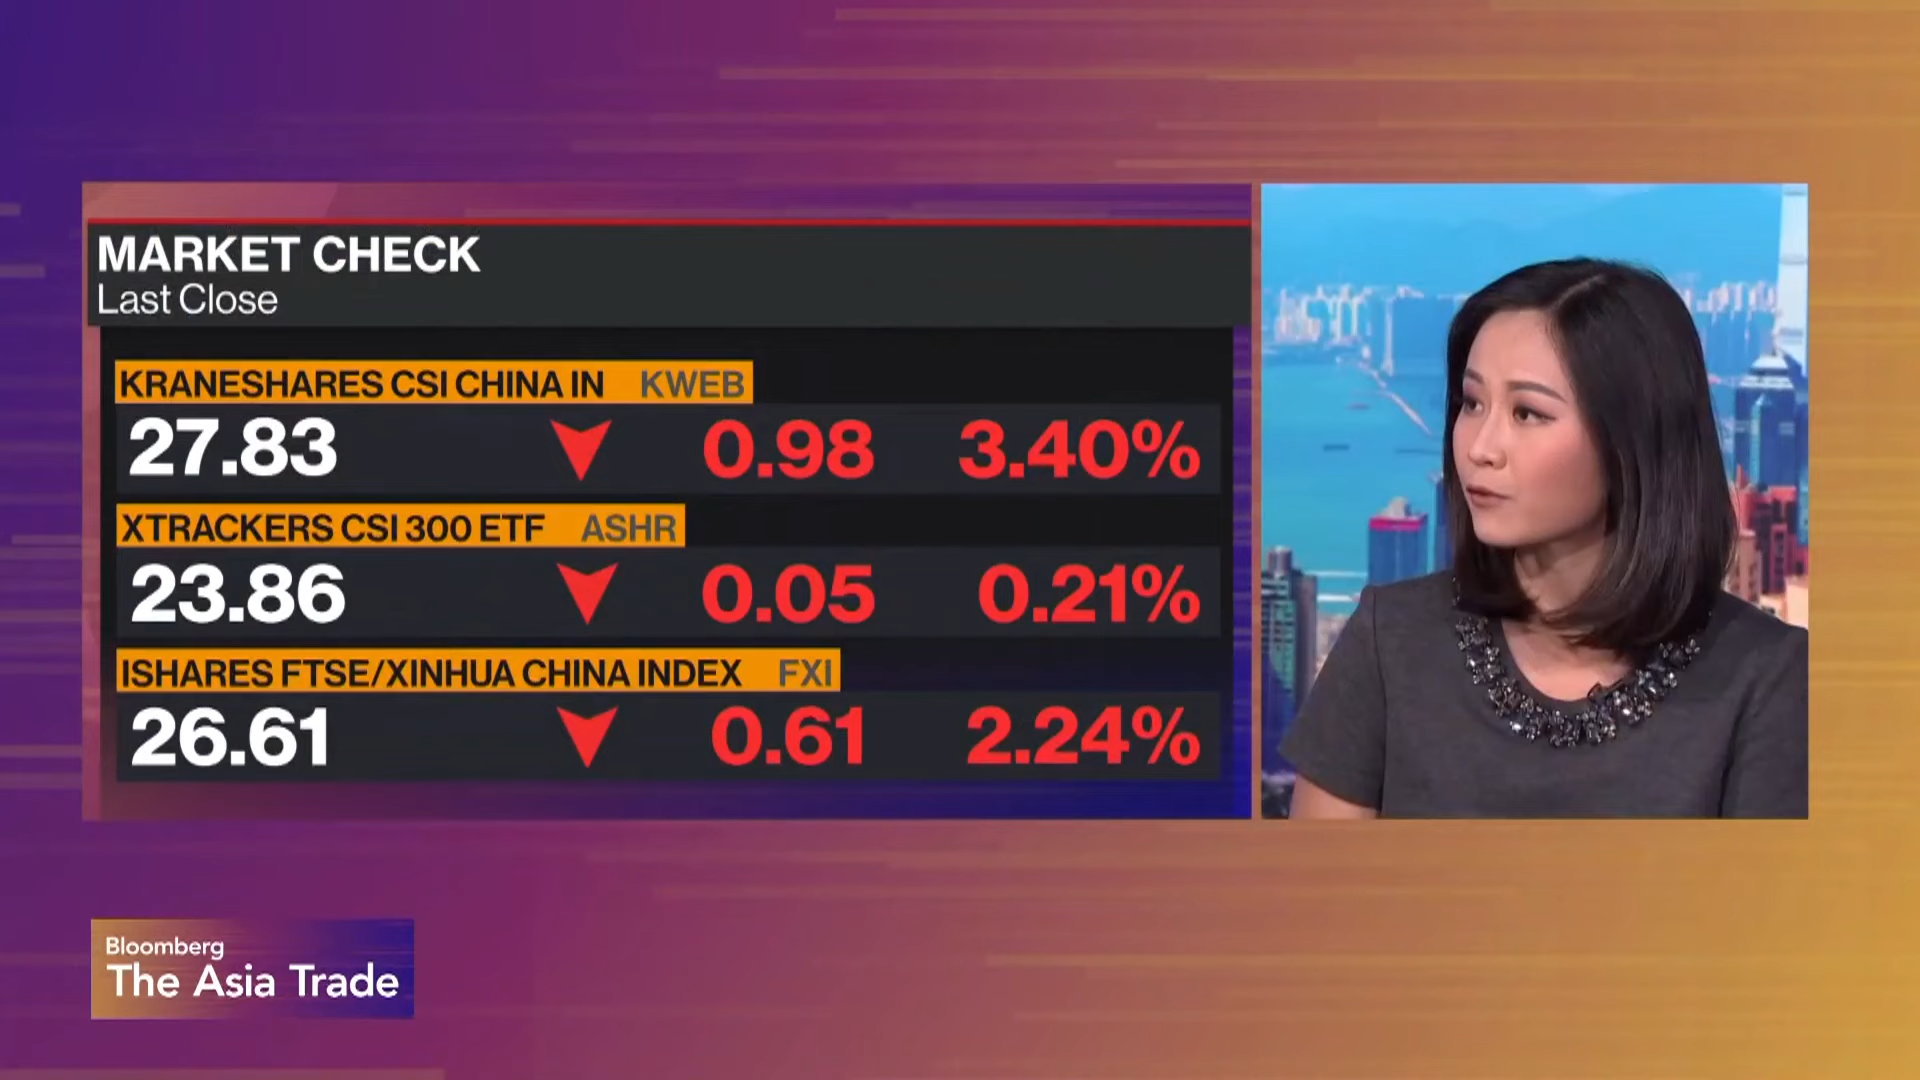 MARKET CHECK
Last Close
KRANESHARES CSI CHINA IN KWEB
27.83 0.98 3.40%
XTRACKERS CSI 300 ETF ASHR
23.86 0.05 0.21%
ISHARES FTSE/XINHUA CHINA INDEX FXI
26.61 0.61 2.24%
Bloomberg
The Asia Trade